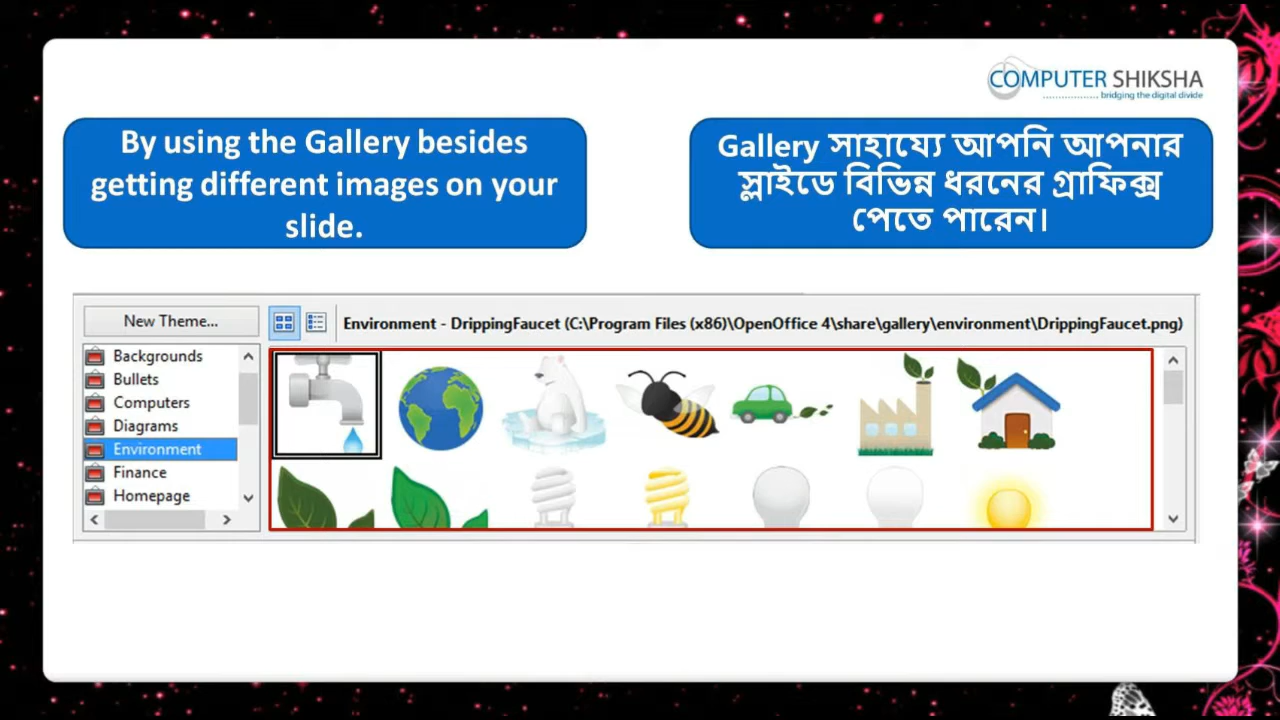 COMPUTER SHIKSHA
bridging the digital divide
By using the Gallery besides
getting different images on your
slide.
Gallery সাহায্যে আপনি আপনার
স্লাইডে বিভিন্ন ধরনের গ্রাফিক্স
পেতে পারেন।
New Theme...
Environment - DrippingFaucet (C:\Program Files (x86)\OpenOffice 4\share\gallery\environment\DrippingFaucet.png)
Backgrounds
Bullets
Computers
Diagrams
Environment
Finance
Homepage